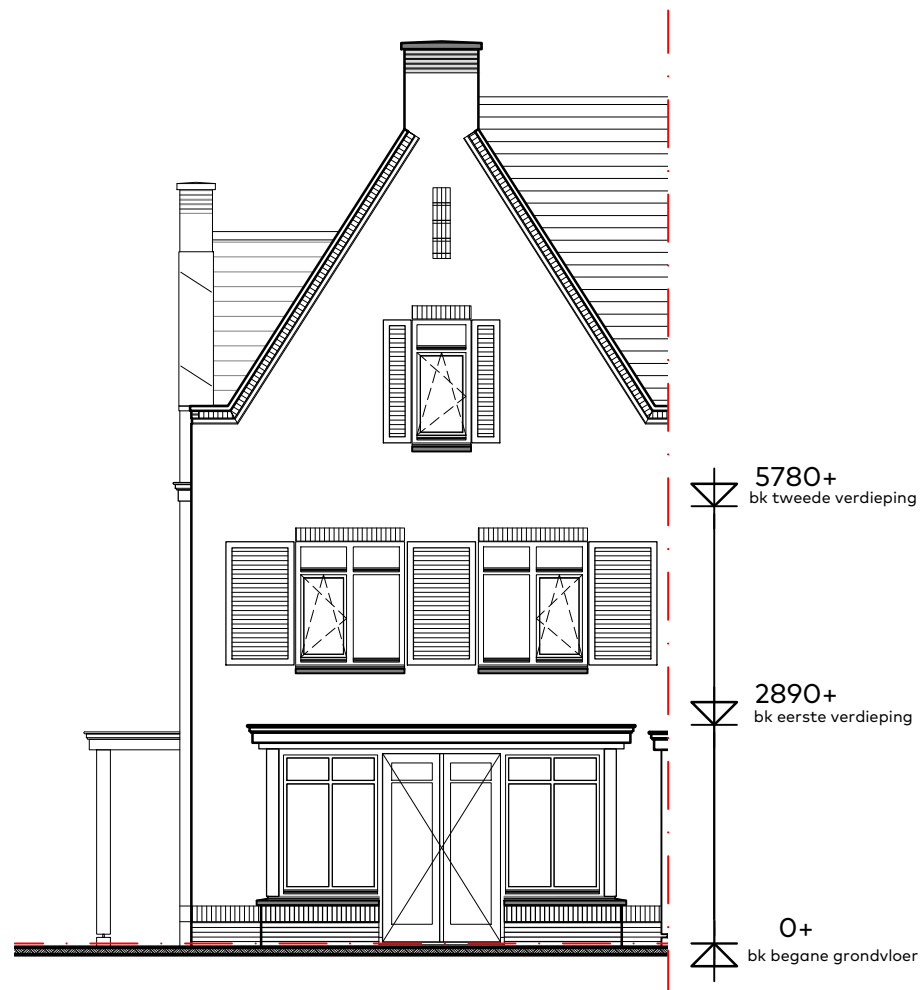 5780+
bk tweede verdieping
2890+
bk eerste verdieping
0+
bk begane grondvloer